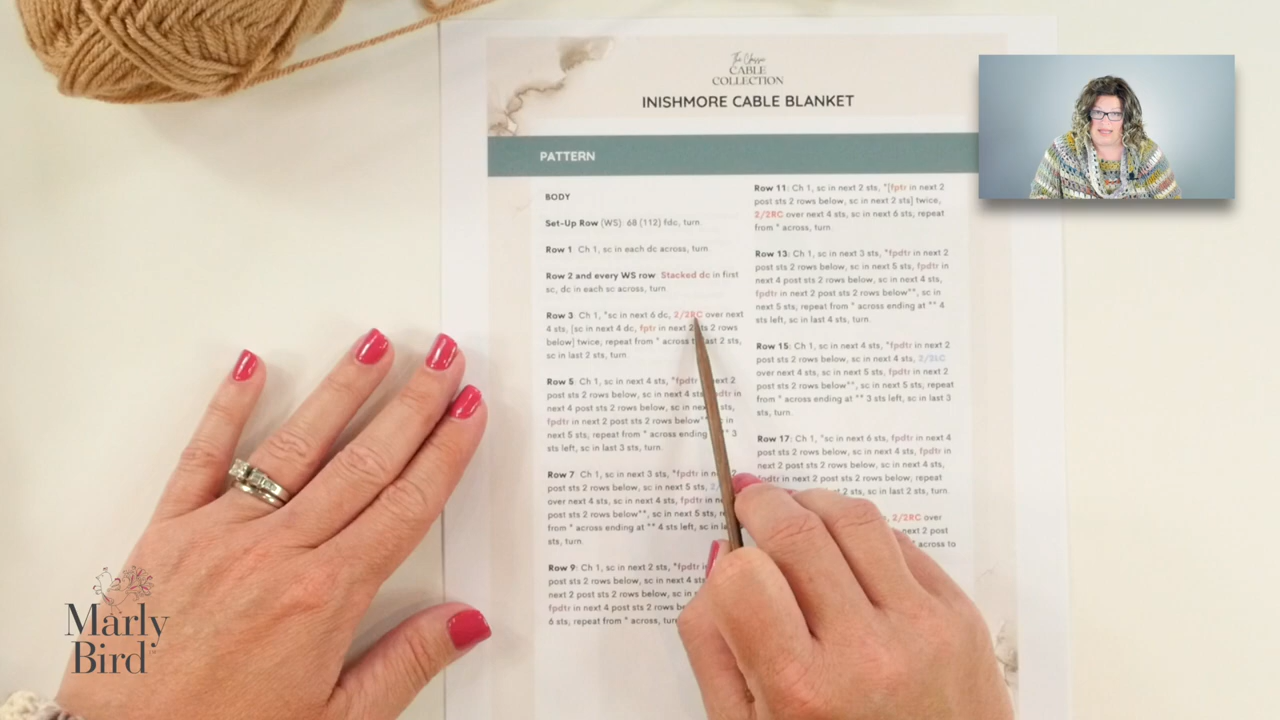 The Classic
CABLE
COLLECTION
INISHMORE CABLE BLANKET
PATTERN
BODY
Set-Up Row (WS): 68 (112) fdc, turn.
Row 1: Ch 1, sc in each dc across, turn.
Row 2 and every WS row: Stacked dc in first
sc, dc in each sc across, turn.
Row 3: Ch 1, *sc in next 6 dc, 2/2RC over next
4 sts, [sc in next 4 dc, fptr in next 2 sts 2 rows
below] twice, repeat from * across to last 2 sts,
sc in last 2 sts, turn.
Row 5: Ch 1, sc in next 4 sts, *fpdtr in next 2
post sts 2 rows below, sc in next 4 sts, fpdtr in
next 4 post sts 2 rows below, sc in next sts,
fpdtr in next 2 post sts 2 rows below** sc in
next 5 sts, repeat from * across ending ** 3
sts left, sc in last 3 sts, turn.
Row 7: Ch 1, sc in next 3 sts, *fpdtr in next 2
post sts 2 rows below, sc in next 5 sts,
over next 4 sts, sc in next 4 sts, fpdtr in
next 2 post sts 2 rows below**, sc in next 5 sts,
from * across ending at ** 4 sts left, sc in
sts, turn.
Row 9: Ch 1, sc in next 2 sts,
post sts 2 rows below, sc in next 4 sts
next 2 post sts 2 rows below, sc
fpdtr in next 4 post sts 2 rows
6 sts, repeat from * across, turn
Row 11: Ch 1, sc in next 2 sts, *[fptr in next 2
post sts 2 rows below, sc in next 2 sts] twice,
2/2RC over next 4 sts, sc in next 6 sts, repeat
from * across, turn.
Row 13: Ch 1, sc in next 3 sts, *fpdtr in next 2
post sts 2 rows below, sc in next 5 sts, fpdtr in
next 4 post sts 2 rows below, sc in next 4 sts,
fpdtr in next 2 post sts 2 rows below**, sc in
next 5 sts, repeat from * across ending at ** 4
sts left, sc in last 4 sts, turn.
Row 15: Ch 1, sc in next 4 sts, *fpdtr in next 2
post sts 2 rows below, sc in next 4 sts, 2/2LC
over next 4 sts, sc in next 5 sts, fpdtr in next 2
post sts 2 rows below**, sc in next 5 sts, repeat
from * across ending at ** 3 sts left, sc in last 3
sts, turn.
Row 17: Ch 1, *sc in next 6 sts, fpdtr in next 4
post sts 2 rows below, sc in next 4 sts, fpdtr in
next 2 post sts 2 rows below, sc in next 4 sts,
fpdtr in next 2 post sts 2 rows below; repeat
2 sts, sc in last 2 sts, turn.
2/2RC over
next 2 post
across to
Marly
Bird